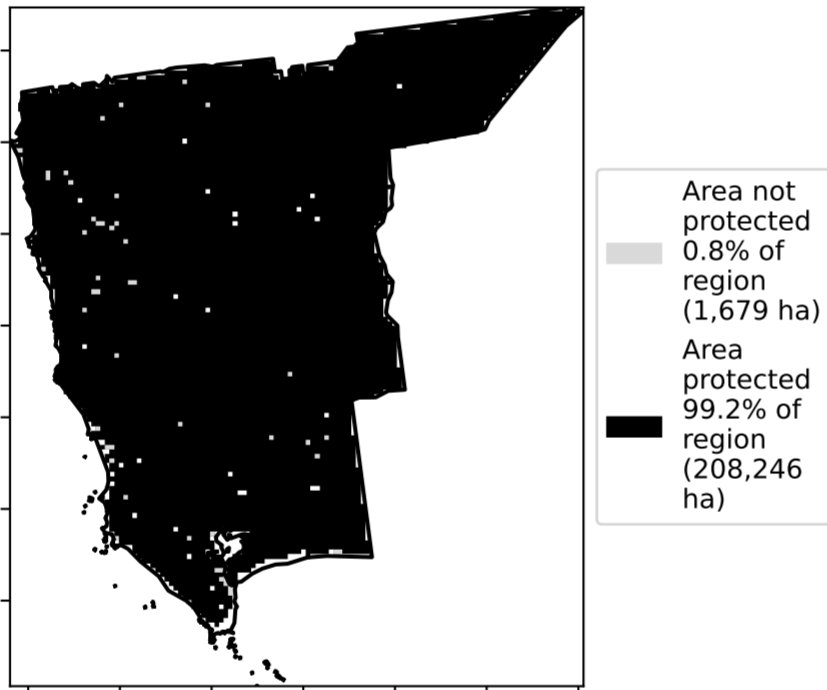 Area not
protected
0.8% of
region
(1,679 ha)
Area
protected
99.2% of
region
(208,246
ha)